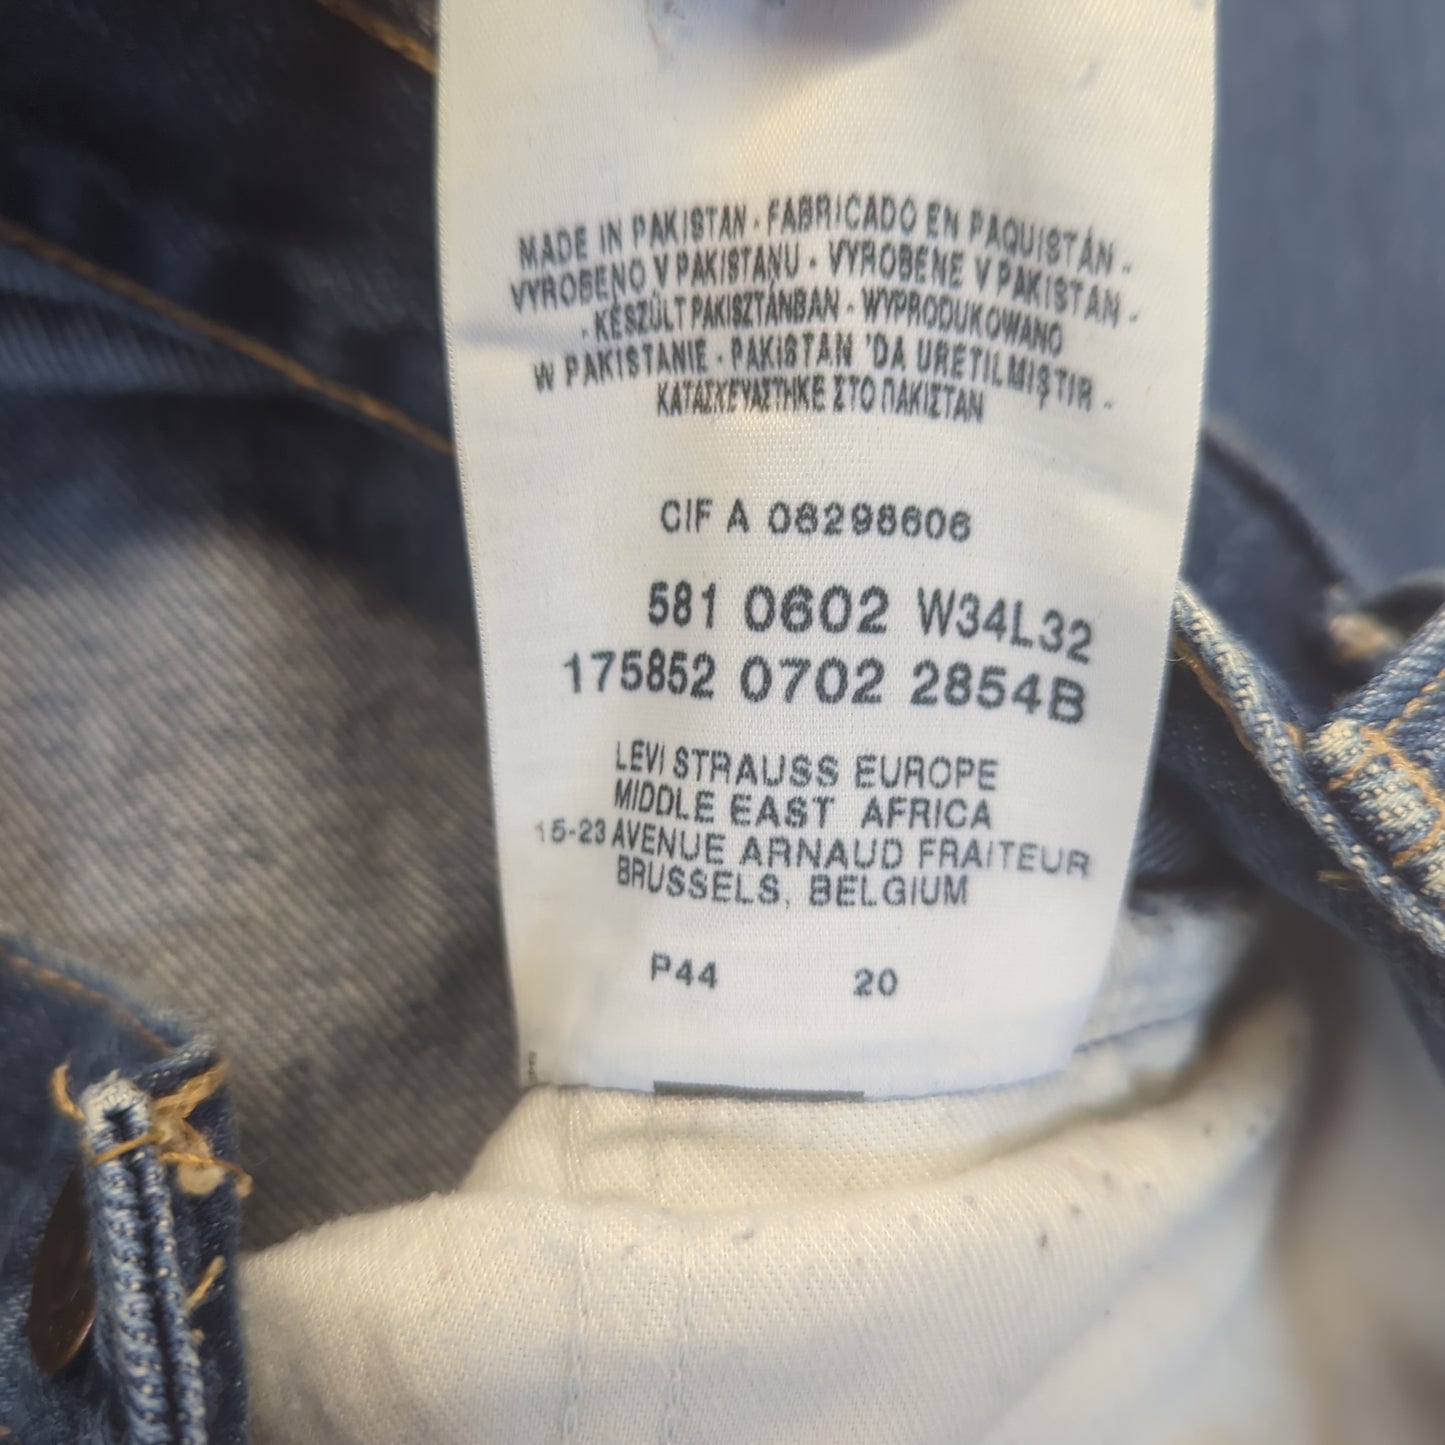 MADE IN PAKISTAN - FABRICADO EN PAQUISTÁN -
VYROBENO V PAKISTANU - VYROBENE V PAKISTAN -
- KÉSZÜLT PAKISZTÁNBAN - WYPRODUKOWANO
W PAKISTANIE - PAKISTAN 'DA URETILMIŞTIR -
ΚΑΤΑΣΚΕΥΑΣΤΗΚΕ ΣΤΟ ΠΑΚΙΣΤΑΝ
CIF A 08298606
581 0602 W34L32
175852 0702 2854B
LEVI STRAUSS EUROPE
MIDDLE EAST AFRICA
15-23 AVENUE ARNAUD FRAITEUR
BRUSSELS, BELGIUM
P44 20